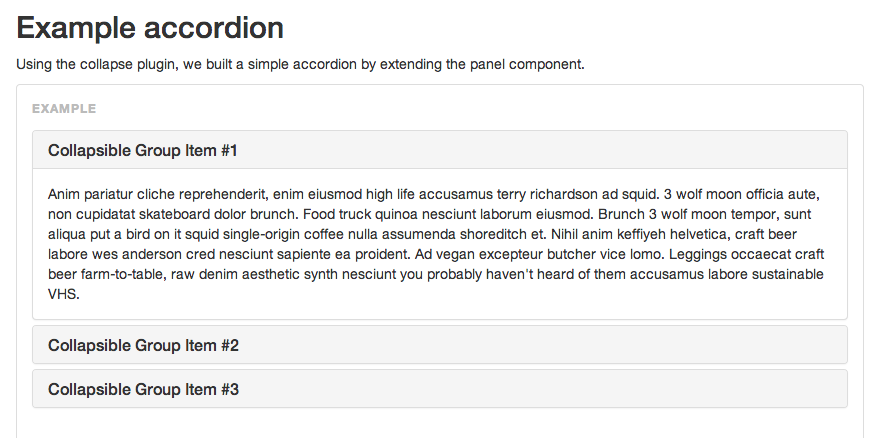 Example accordion
Using the collapse plugin, we built a simple accordion by extending the panel component.
EXAMPLE
Collapsible Group Item #1
Anim pariatur cliche reprehenderit, enim eiusmod high life accusamus terry richardson ad squid. 3 wolf moon officia aute,
non cupidatat skateboard dolor brunch. Food truck quinoa nesciunt laborum eiusmod. Brunch 3 wolf moon tempor, sunt
aliqua put a bird on it squid single-origin coffee nulla assumenda shoreditch et. Nihil anim keffiyeh helvetica, craft beer
labore wes anderson cred nesciunt sapiente ea proident. Ad vegan excepteur butcher vice lomo. Leggings occaecat craft
beer farm-to-table, raw denim aesthetic synth nesciunt you probably haven't heard of them accusamus labore sustainable
VHS.
Collapsible Group Item #2
Collapsible Group Item #3